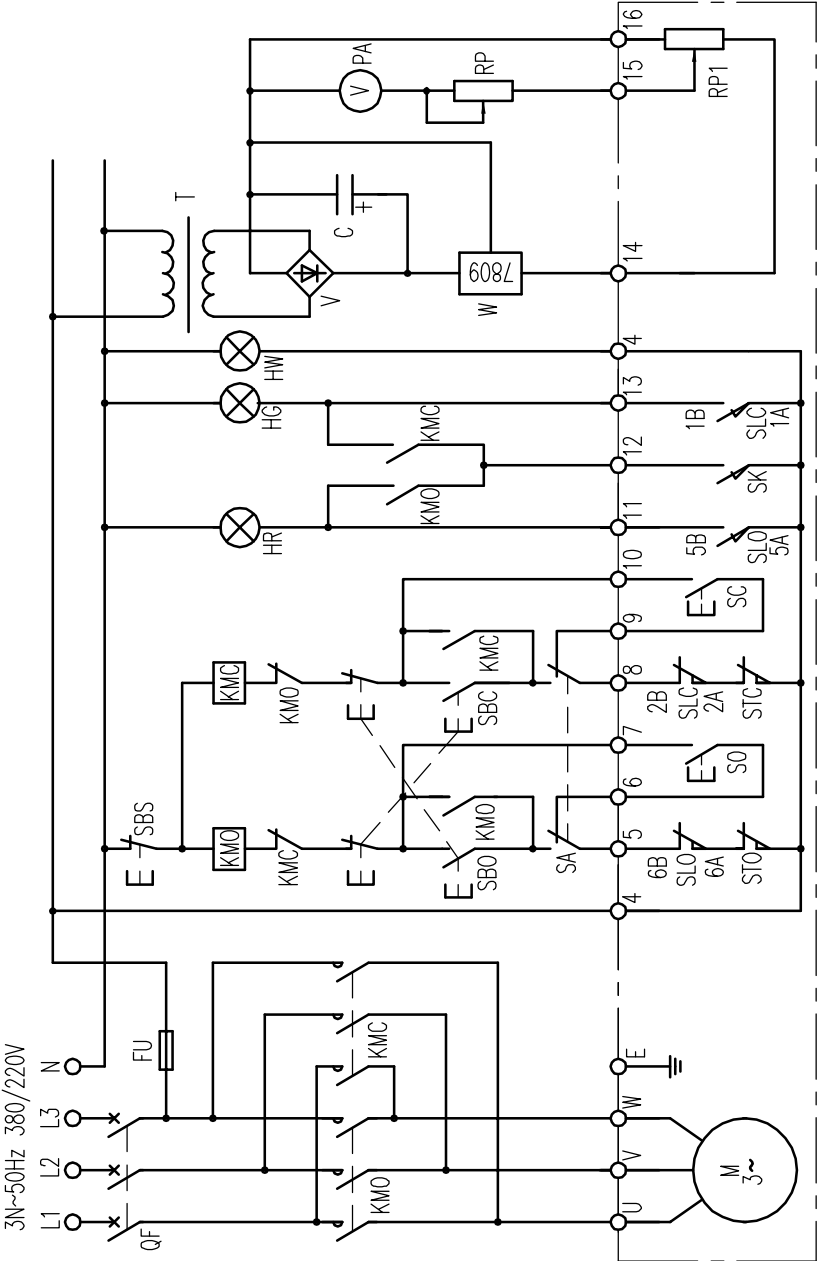 3N~50Hz 380/220V
L1
L2
L3
N
QF
FU
KMO
KMC
U
V
W
E
M
3~
SBS
KMO
KMC
KMC
KMO
SBO
KMO
SBC
KMC
SA
4
5
6
7
8
9
10
11
12
13
4
14
15
16
6B
SLO
6A
STO
SO
2B
SLC
2A
STC
SC
5B
SLO
5A
SK
1B
SLC
1A
HR
HG
HW
KMO
KMC
T
V
C
+
W
7809
V
PA
RP
RP1